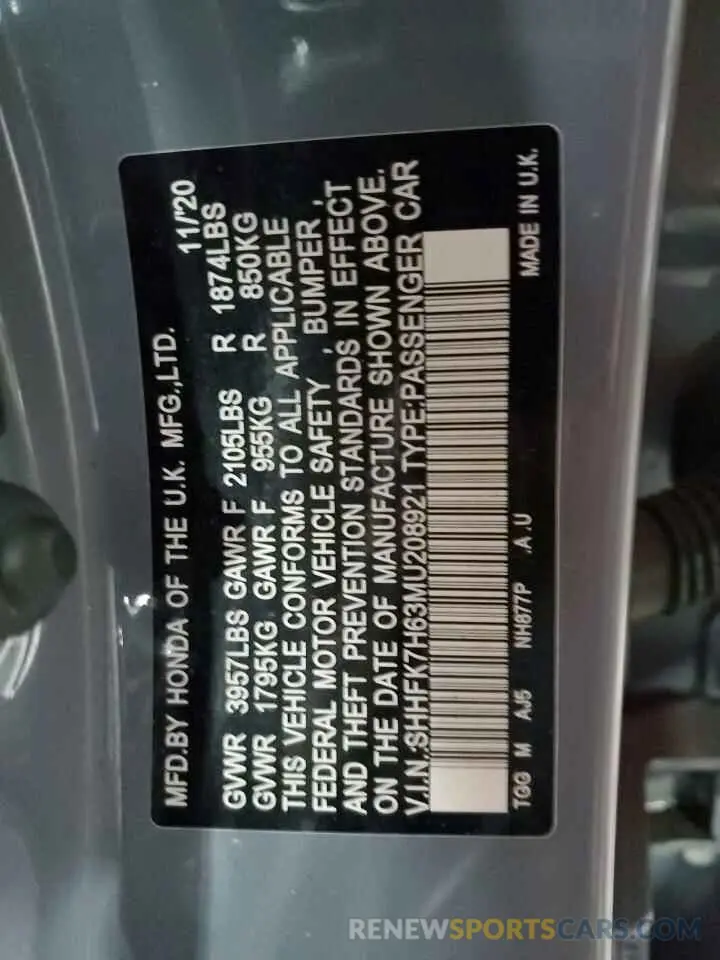 MFD.BY HONDA OF THE U.K. MFG.,LTD. 11/'20
GVWR 3957LBS GAWR F 2105LBS R 1874LBS
GVWR 1795KG GAWR F 955KG R 850KG
THIS VEHICLE CONFORMS TO ALL APPLICABLE
FEDERAL MOTOR VEHICLE SAFETY , BUMPER ,
AND THEFT PREVENTION STANDARDS IN EFFECT
ON THE DATE OF MANUFACTURE SHOWN ABOVE.
V.I.N.:SHHFK7H63MU208921 TYPE:PASSENGER CAR
TGG M AJ5 NH877P .A .U MADE IN U.K.
RENEWSPORTSCARS.COM